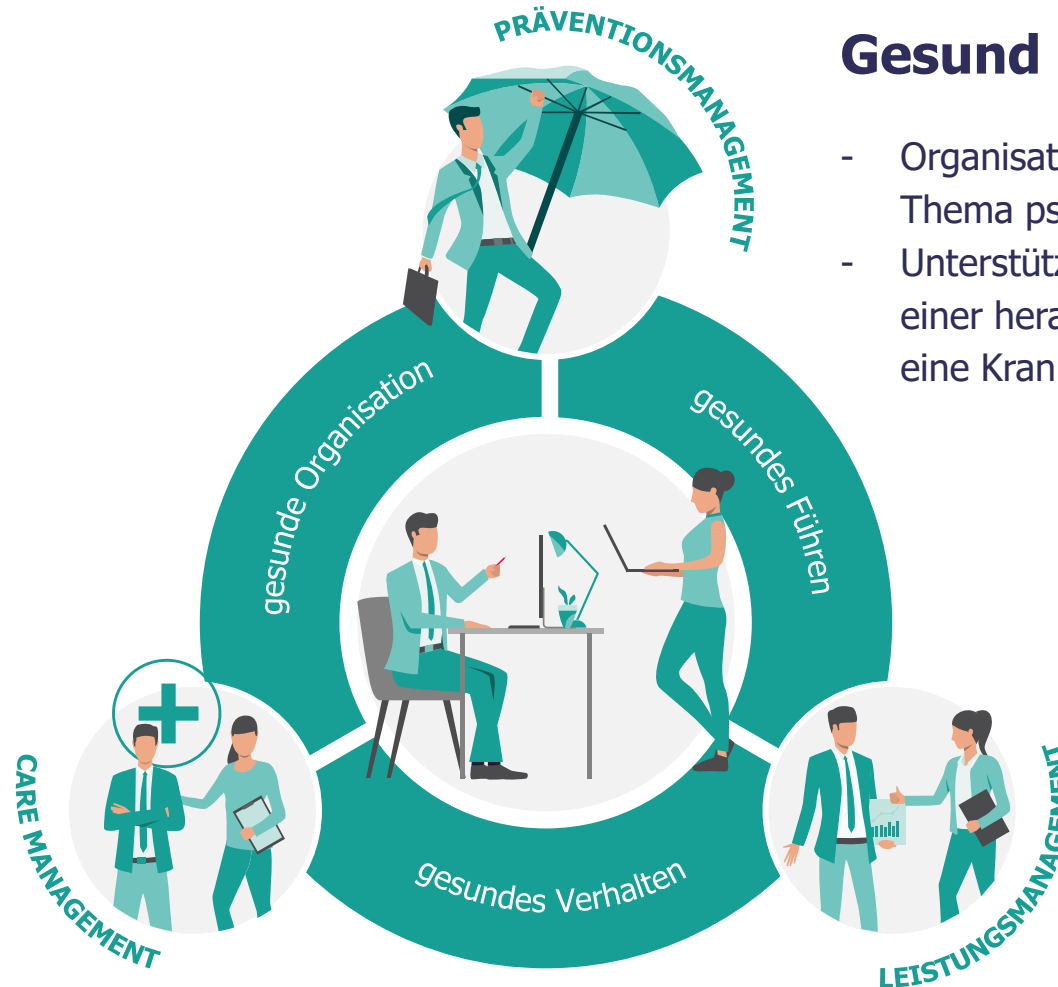 PRÄVENTIONSMANAGEMENT
Gesund
- Organisat
Thema ps
- Unterstütz
einer hera
eine Kran
gesunde Organisation
gesundes Führen
gesundes Verhalten
CARE MANAGEMENT
LEISTUNGSMANAGEMENT